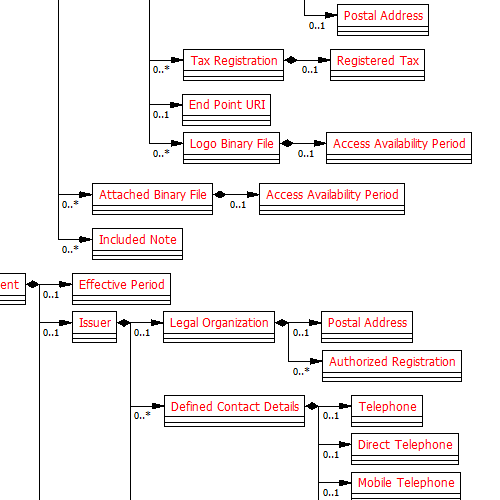 Postal Address
0..1
Tax Registration
Registered Tax
0..*
0..1
End Point URI
0..1
Logo Binary File
Access Availability Period
0..*
0..1
Attached Binary File
Access Availability Period
0..*
0..1
Included Note
0..*
ent
Effective Period
0..1
Issuer
Legal Organization
Postal Address
0..1
0..1
0..1
Authorized Registration
0..*
Defined Contact Details
Telephone
0..*
0..1
Direct Telephone
0..1
Mobile Telephone
0..1